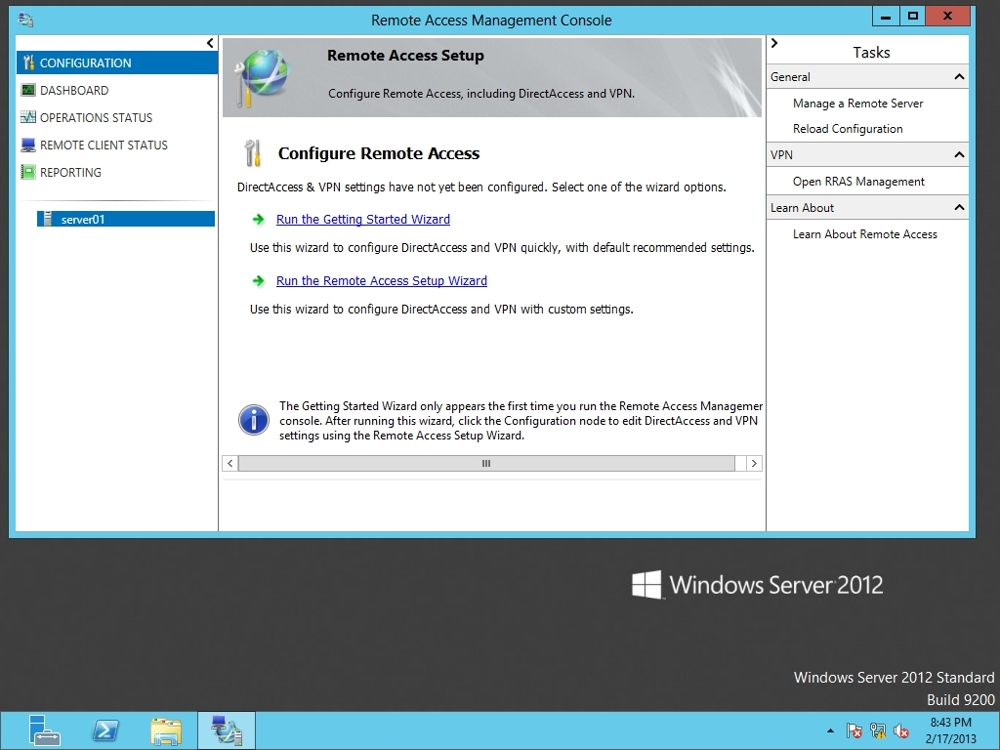 Remote Access Management Console
CONFIGURATION
DASHBOARD
OPERATIONS STATUS
REMOTE CLIENT STATUS
REPORTING
server01
Remote Access Setup
Configure Remote Access, including DirectAccess and VPN.
Configure Remote Access
DirectAccess & VPN settings have not yet been configured. Select one of the wizard options.
Run the Getting Started Wizard
Use this wizard to configure DirectAccess and VPN quickly, with default recommended settings.
Run the Remote Access Setup Wizard
Use this wizard to configure DirectAccess and VPN with custom settings.
The Getting Started Wizard only appears the first time you run the Remote Access Managemer
console. After running this wizard, click the Configuration node to edit DirectAccess and VPN
settings using the Remote Access Setup Wizard.
Tasks
General
Manage a Remote Server
Reload Configuration
VPN
Open RRAS Management
Learn About
Learn About Remote Access
Windows Server 2012
Windows Server 2012 Standard
Build 9200
8:43 PM
2/17/2013